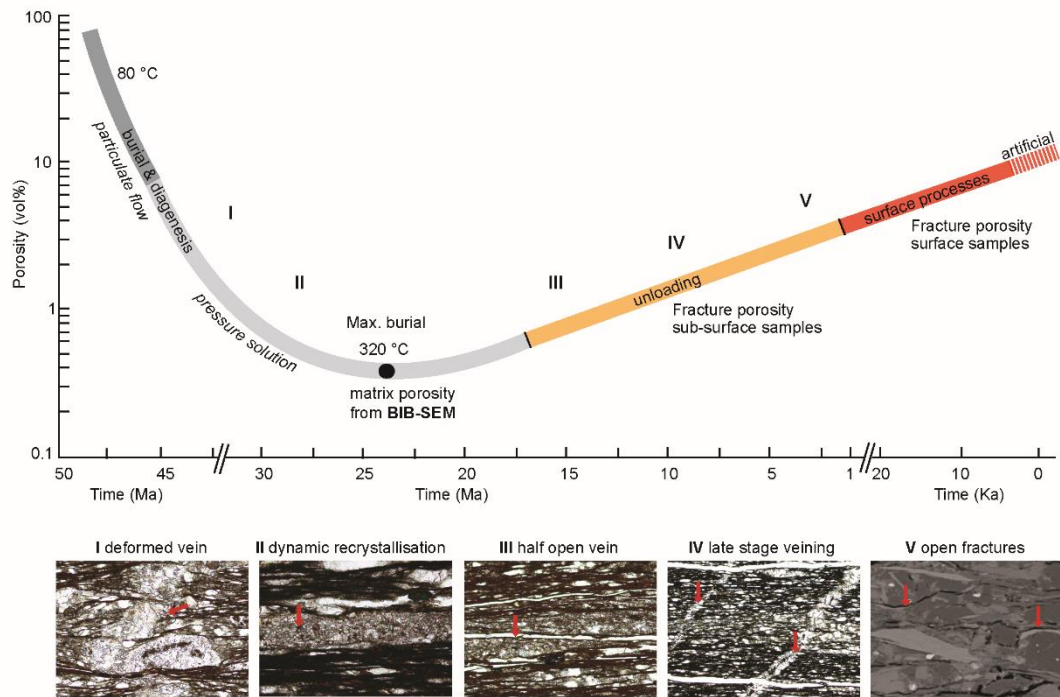 100
10
1
0.1
Porosity (vol%)
80 °C
burial & diagenesis
particulate flow
pressure solution
I
II
Max. burial
320 °C
matrix porosity
from BIB-SEM
III
IV
V
unloading
Fracture porosity
sub-surface samples
surface processes
artificial
Fracture porosity
surface samples
50 45 30 25 20 15 10 5 1 20 10 0
Time (Ma) Time (Ma) Time (Ka)
I deformed vein
II dynamic recrystallisation
III half open vein
IV late stage veining
V open fractures